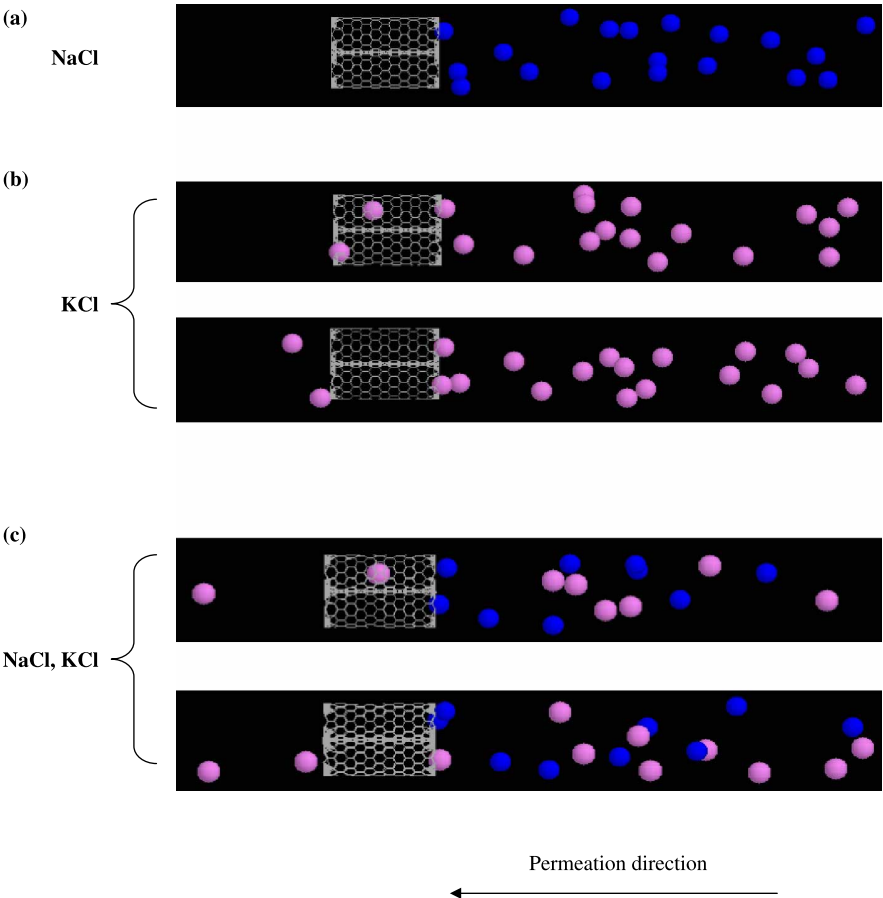 (a)
NaCl
(b)
KCl
(c)
NaCl, KCl
Permeation direction